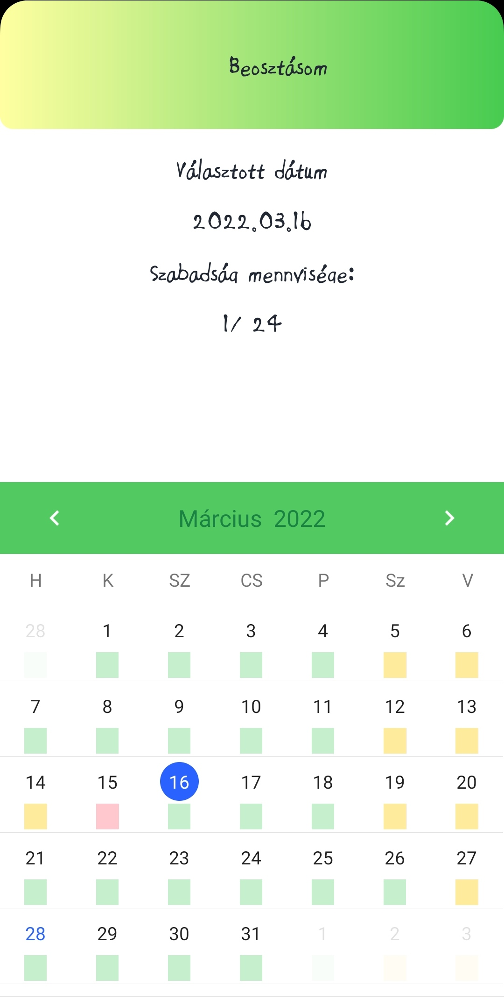 Beosztásom
Választott dátum
2022.03.16
Szabadság mennyisége:
1/ 24
Március 2022
H K SZ CS P Sz V
28 1 2 3 4 5 6
7 8 9 10 11 12 13
14 15 16 17 18 19 20
21 22 23 24 25 26 27
28 29 30 31 1 2 3